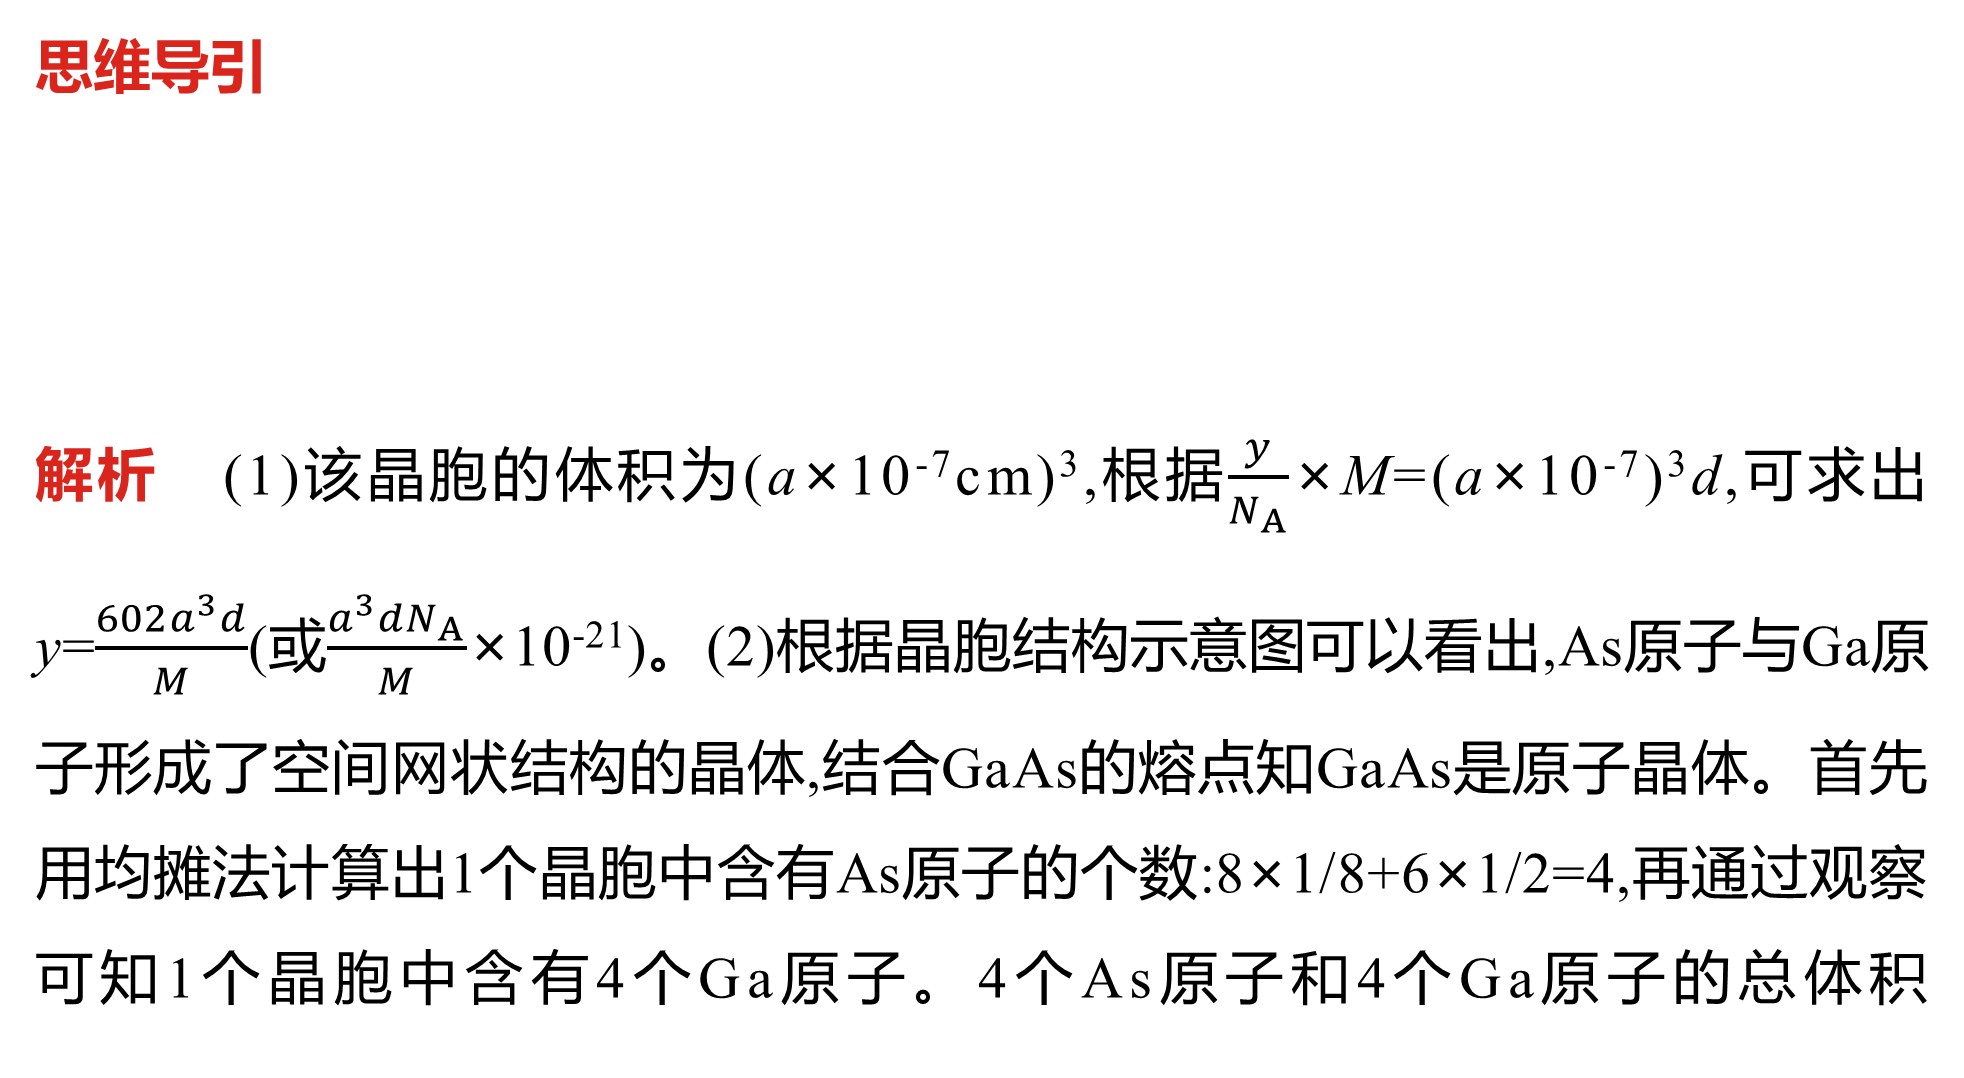 思维导引
解析 (1)该晶胞的体积为(a×10⁻⁷cm)³,根据y/N_A×M=(a×10⁻⁷)³d,可求出
y=602a³d/M(或a³dN_A/M×10⁻²¹)。(2)根据晶胞结构示意图可以看出,As原子与Ga原
子形成了空间网状结构的晶体,结合GaAs的熔点知GaAs是原子晶体。首先
用均摊法计算出1个晶胞中含有As原子的个数:8×1/8+6×1/2=4,再通过观察
可知1个晶胞中含有4个Ga原子。4个As原子和4个Ga原子的总体积